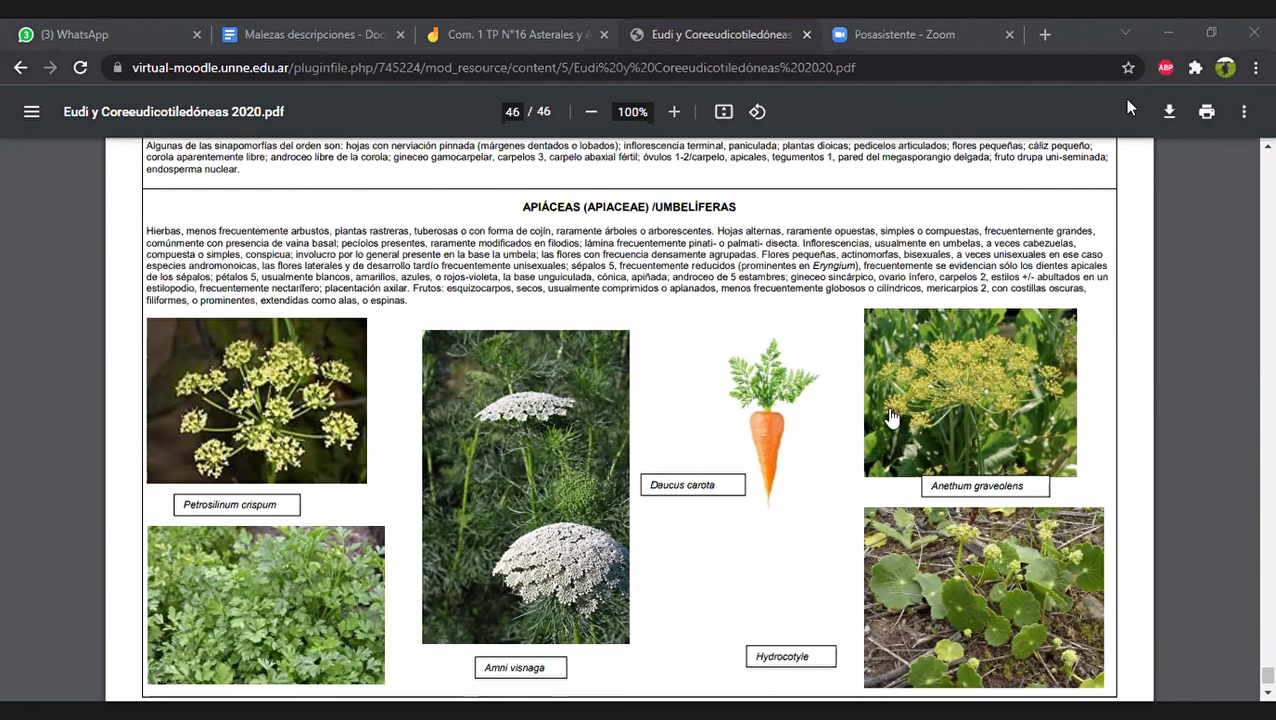 (3) WhatsApp
Malezas descripciones - Doc
Com. 1 TP N°16 Asterales y A
Eudi y Coreeudicotiledóneas
Posasistente - Zoom
virtual-moodle.unne.edu.ar/pluginfile.php/745224/mod_resource/content/5/Eudi%20y%20Coreeudicotiledóneas%202020.pdf
ABP
Eudi y Coreeudicotiledóneas 2020.pdf
46 / 46
100%
Algunas de las sinapomorfías del orden son: hojas con nerviación pinnada (márgenes dentados o lobados); inflorescencia terminal, paniculada; plantas dioicas; pedicelos articulados; flores pequeñas; cáliz pequeño,
corola aparentemente libre; androceo libre de la corola; gineceo gamocarpelar, carpelos 3, carpelo abaxial fértil; óvulos 1-2/carpelo, apicales, tegumentos 1, pared del megasporangio delgada; fruto drupa uni-seminada;
endosperma nuclear.
APIÁCEAS (APIACEAE) /UMBELÍFERAS
Hierbas, menos frecuentemente arbustos, plantas rastreras, tuberosas o con forma de cojín, raramente árboles o arborescentes. Hojas alternas, raramente opuestas, simples o compuestas, frecuentemente grandes,
comúnmente con presencia de vaina basal; pecíolos presentes, raramente modificados en filodios; lámina frecuentemente pinati- o palmati- disecta. Inflorescencias, usualmente en umbelas, a veces cabezuelas,
compuesta o simples, conspicua; involucro por lo general presente en la base la umbela; las flores con frecuencia densamente agrupadas. Flores pequeñas, actinomorfas, bisexuales, a veces unisexuales en ese caso
especies andromonoicas, las flores laterales y de desarrollo tardío frecuentemente unisexuales; sépalos 5, frecuentemente reducidos (prominentes en Eryngium), frecuentemente se evidencian sólo los dientes apicales
de los sépalos; pétalos 5, usualmente blancos, amarillos, azules, o rojos-violeta, la base unguiculada, cónica, apiñada; androceo de 5 estambres; gineceo sincárpico, ovario ínfero, carpelos 2, estilos +/- abultados en un
estilopodio, frecuentemente nectarífero; placentación axilar. Frutos: esquizocarpos, secos, usualmente comprimidos o aplanados, menos frecuentemente globosos o cilíndricos, mericarpios 2, con costillas oscuras,
filiformes, o prominentes, extendidas como alas, o espinas.
Petrosilinum crispum
Amni visnaga
Daucus carota
Anethum graveolens
Hydrocotyle